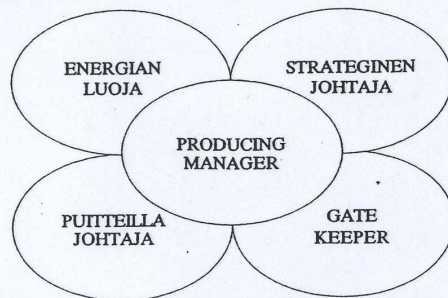 ENERGIAN
LUOJA
STRATEGINEN
JOHTAJA
PRODUCING
MANAGER
PUITTEILLA
JOHTAJA
GATE
KEEPER